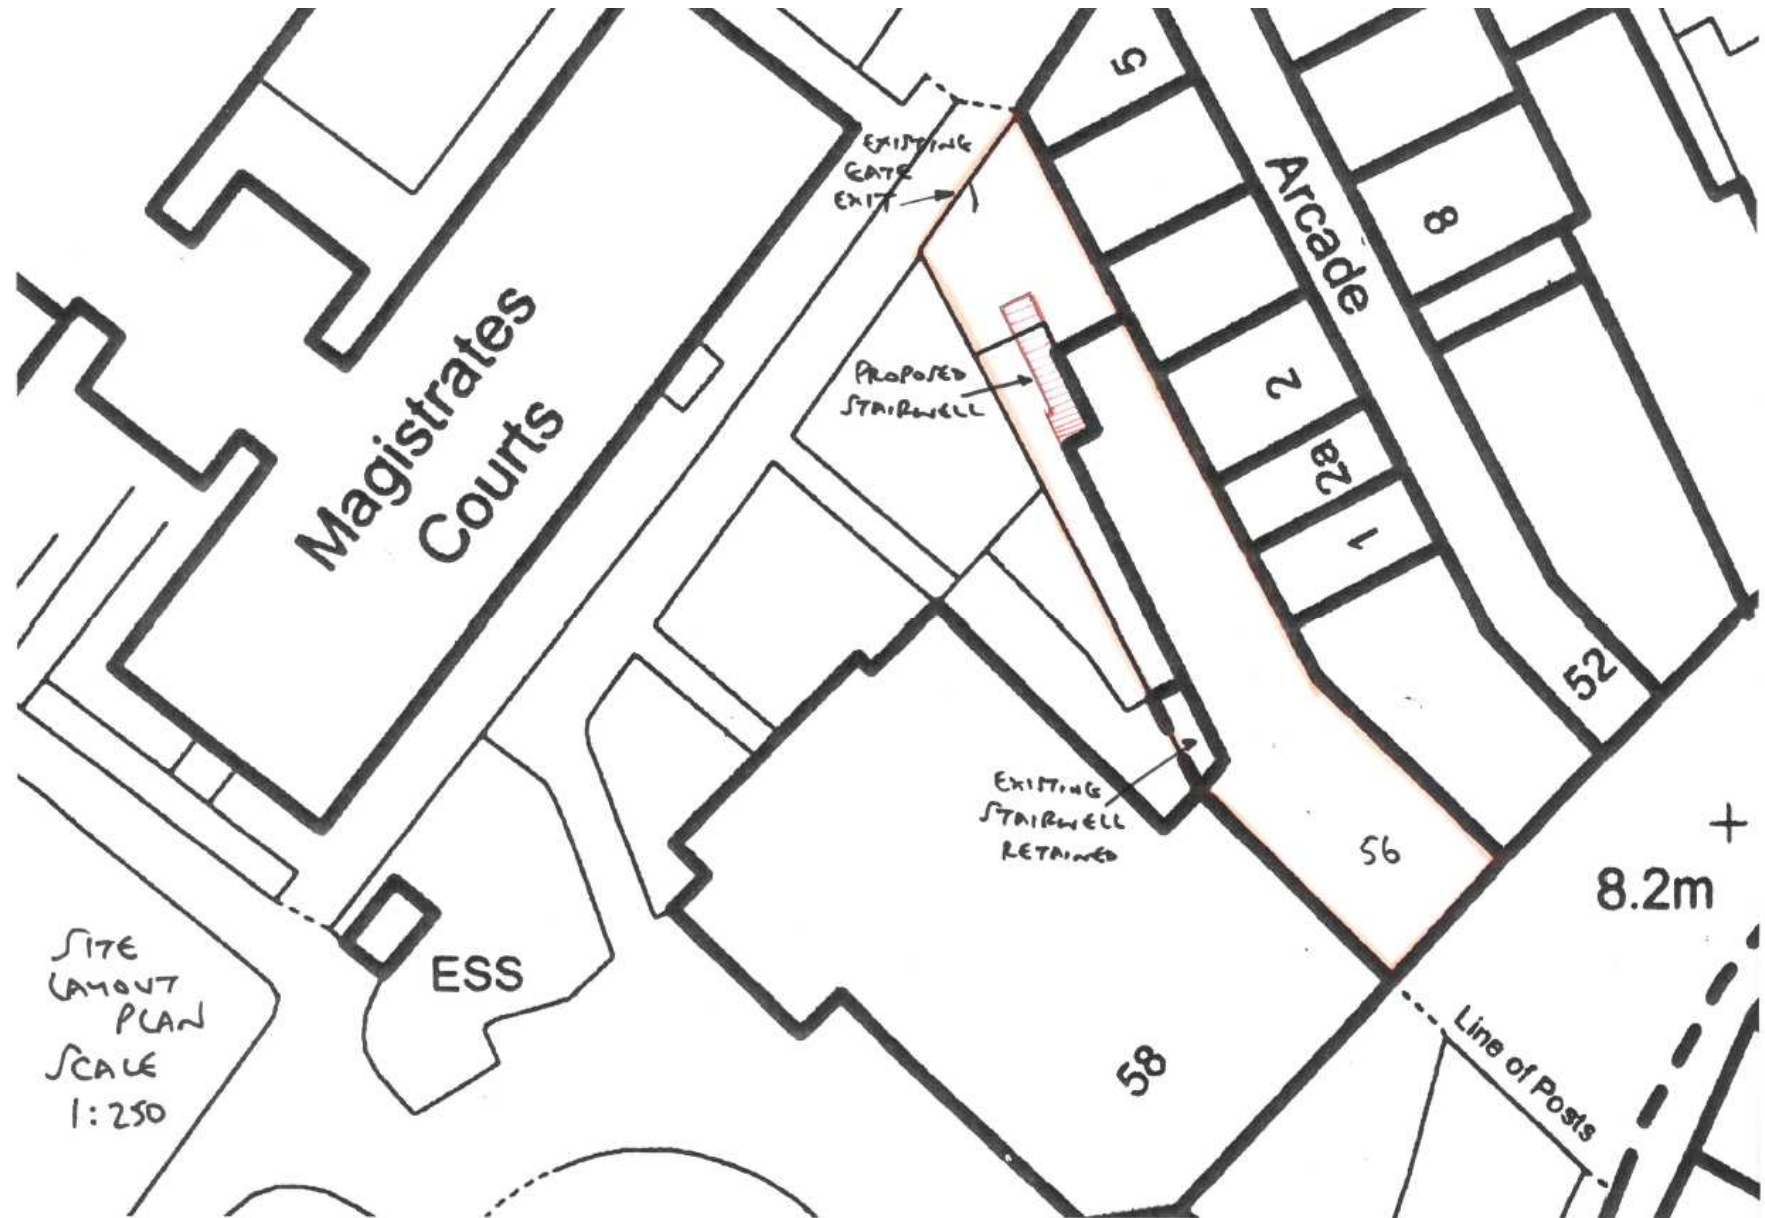 5
EXISTING
GATE
EXIT
Arcade
8
Magistrates
Courts
PROPOSED
STAIRWELL
2
2a
1
52
EXISTING
STAIRWELL
RETAINED
56
8.2m
SITE
LAYOUT
PLAN
SCALE
1:250
ESS
58
Line of Posts